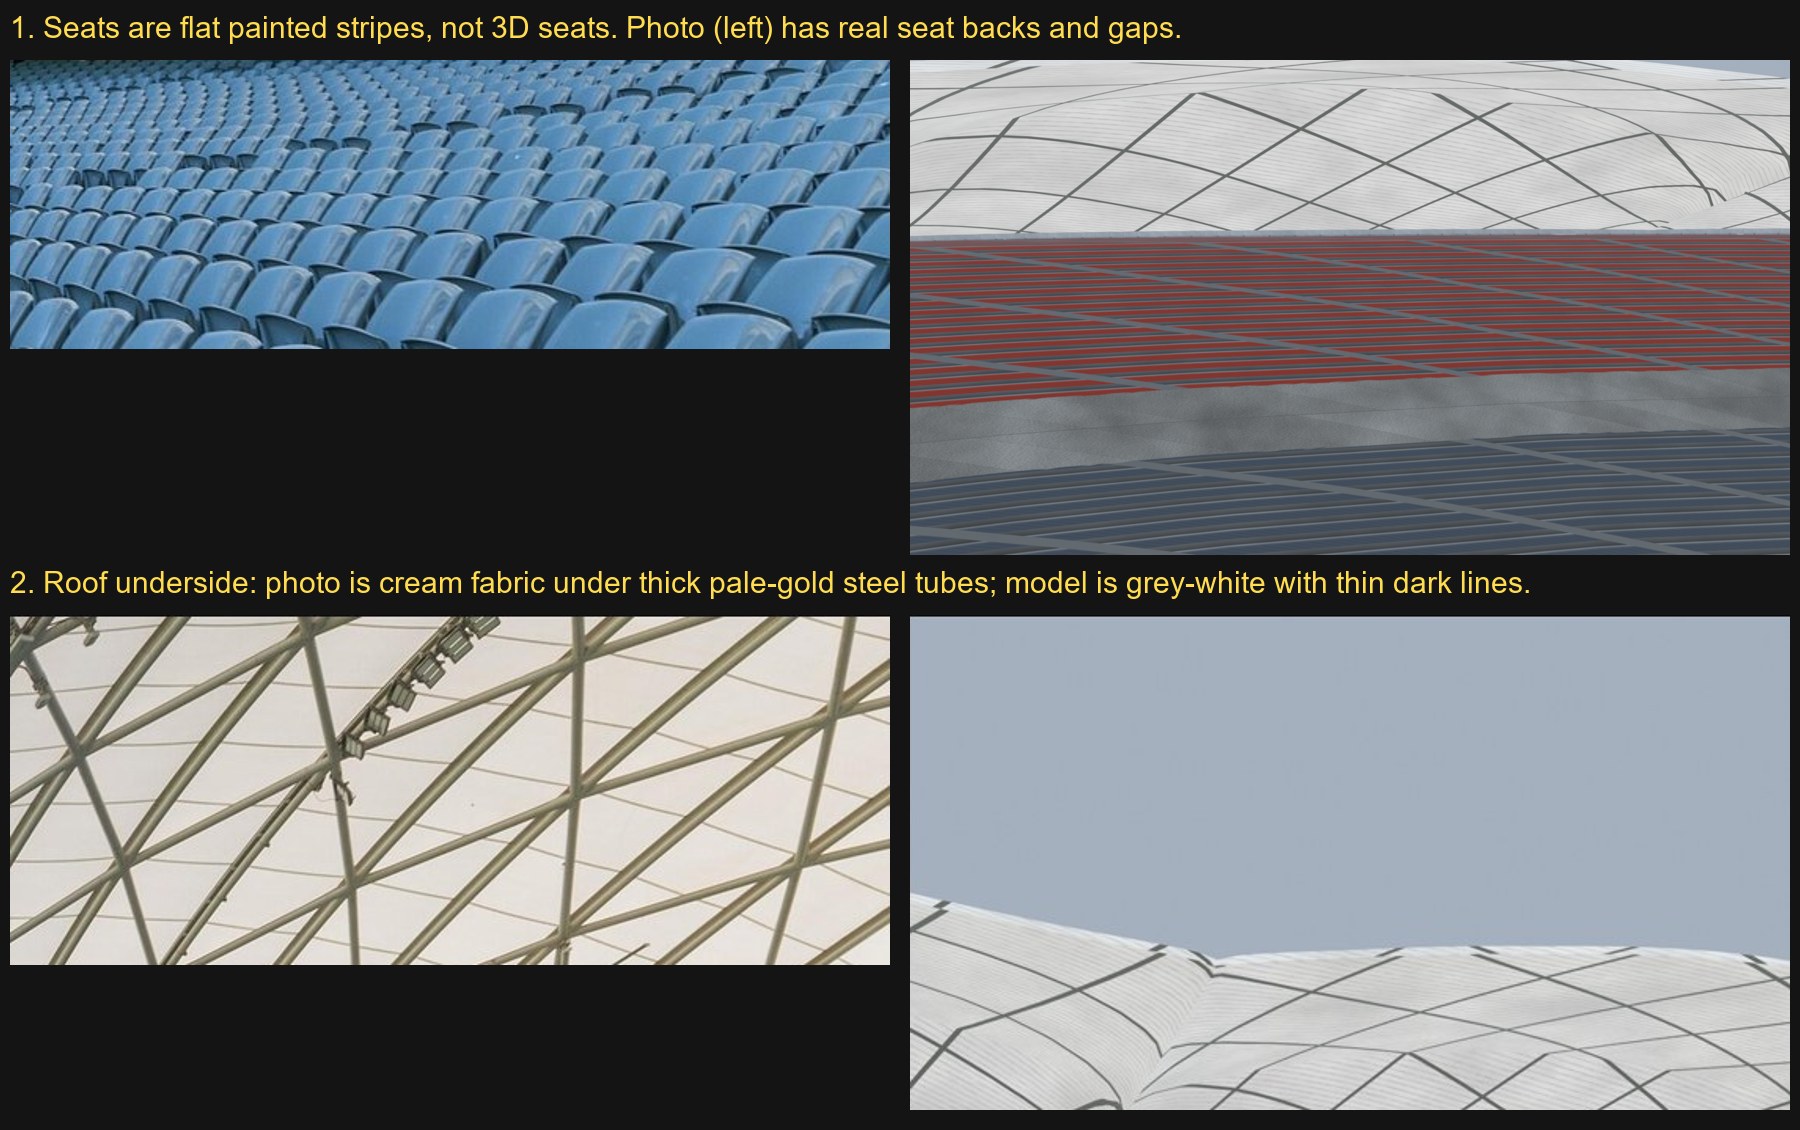 1. Seats are flat painted stripes, not 3D seats. Photo (left) has real seat backs and gaps.
2. Roof underside: photo is cream fabric under thick pale-gold steel tubes; model is grey-white with thin dark lines.